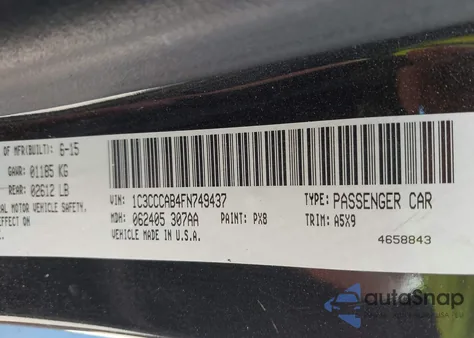 OF MFR(BUILT): 6-15
GAWR: 01185 KG
REAR: 02612 LB
AL MOTOR VEHICLE SAFETY,
EFFECT ON
VIN: 1C3CCCAB4FN749437
TYPE: PASSENGER CAR
MDH: 062405 307AA
PAINT: PX8
TRIM: A5X9
VEHICLE MADE IN U.S.A.
4658843
autoSnap